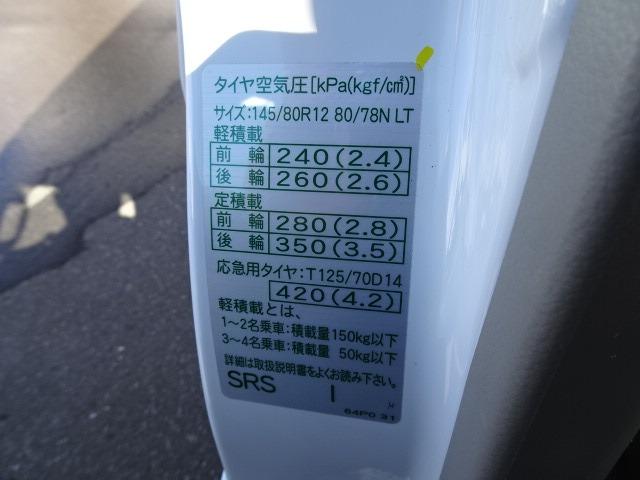 タイヤ空気圧[kPa(kgf/c㎡)]
サイズ:145/80R12 80/78N LT
軽積載
前輪 240(2.4)
後輪 260(2.6)
定積載
前輪 280(2.8)
後輪 350(3.5)
応急用タイヤ:T125/70D14
420(4.2)
軽積載とは、
1～2名乗車:積載量150kg以下
3～4名乗車:積載量 50kg以下
詳細は取扱説明書をよくお読み下さい。
SRS I
64P0 31